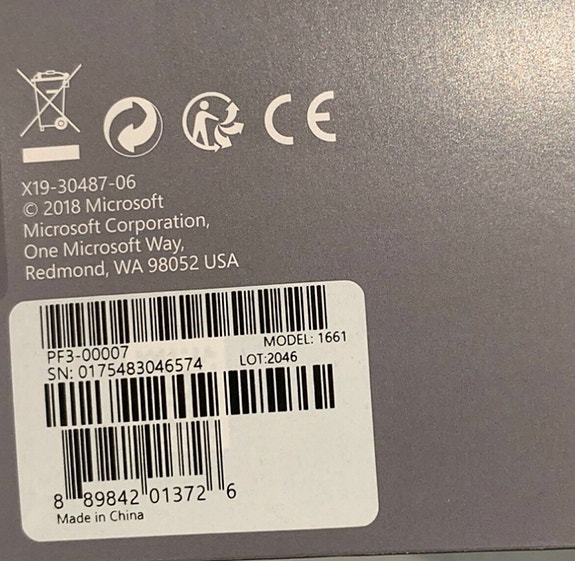 CE
X19-30487-06
© 2018 Microsoft
Microsoft Corporation,
One Microsoft Way,
Redmond, WA 98052 USA
PF3-00007 MODEL: 1661
SN: 0175483046574 LOT:2046
8 89842 01372 6
Made in China